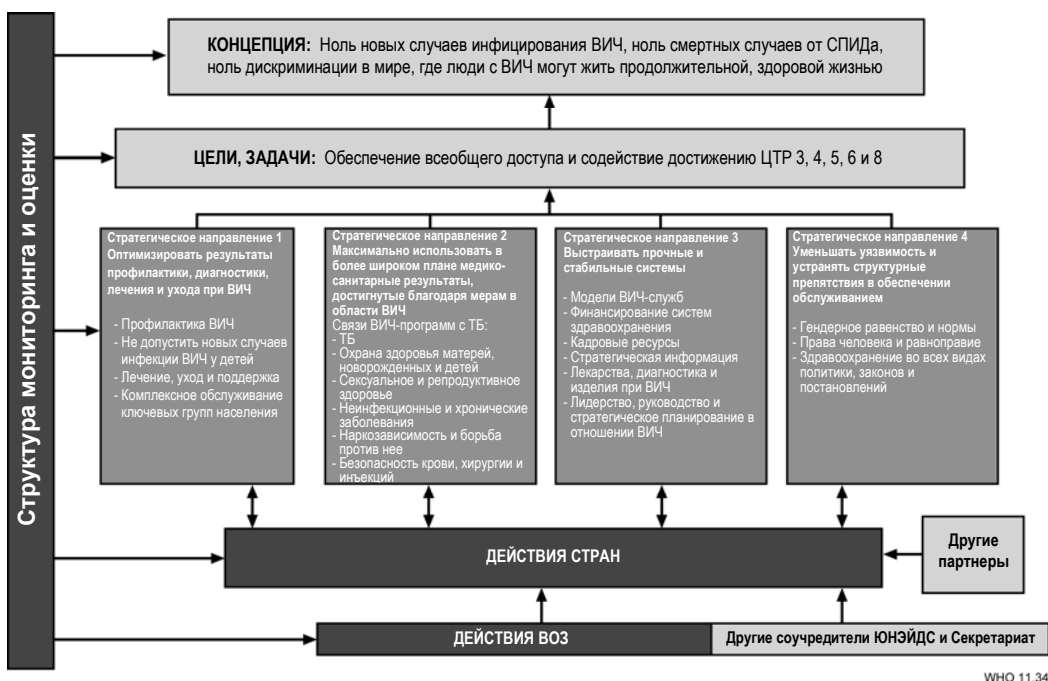 Структура мониторинга и оценки
КОНЦЕПЦИЯ: Ноль новых случаев инфицирования ВИЧ, ноль смертных случаев от СПИДа,
ноль дискриминации в мире, где люди с ВИЧ могут жить продолжительной, здоровой жизнью
ЦЕЛИ, ЗАДАЧИ: Обеспечение всеобщего доступа и содействие достижению ЦТР 3, 4, 5, 6 и 8
Стратегическое направление 1
Оптимизировать результаты
профилактики, диагностики,
лечения и ухода при ВИЧ
- Профилактика ВИЧ
- Не допустить новых случаев
инфекции ВИЧ у детей
- Лечение, уход и поддержка
- Комплексное обслуживание
ключевых групп населения
Стратегическое направление 2
Максимально использовать в
более широком плане медико-
санитарные результаты,
достигнутые благодаря мерам в
области ВИЧ
Связи ВИЧ-программ с ТБ:
- ТБ
- Охрана здоровья матерей,
новорожденных и детей
- Сексуальное и репродуктивное
здоровье
- Неинфекционные и хронические
заболевания
- Наркозависимость и борьба
против нее
- Безопасность крови, хирургии и
инъекций
Стратегическое направление 3
Выстраивать прочные и
стабильные системы
- Модели ВИЧ-служб
- Финансирование систем
здравоохранения
- Кадровые ресурсы
- Стратегическая информация
- Лекарства, диагностика и
изделия при ВИЧ
- Лидерство, руководство и
стратегическое планирование в
отношении ВИЧ
Стратегическое направление 4
Уменьшать уязвимость и
устранять структурные
препятствия в обеспечении
обслуживанием
- Гендерное равенство и нормы
- Права человека и равноправие
- Здравоохранение во всех видах
политики, законов и
постановлений
ДЕЙСТВИЯ СТРАН
Другие
партнеры
ДЕЙСТВИЯ ВОЗ
Другие соучредители ЮНЭЙДС и Секретариат
WHO 11.34